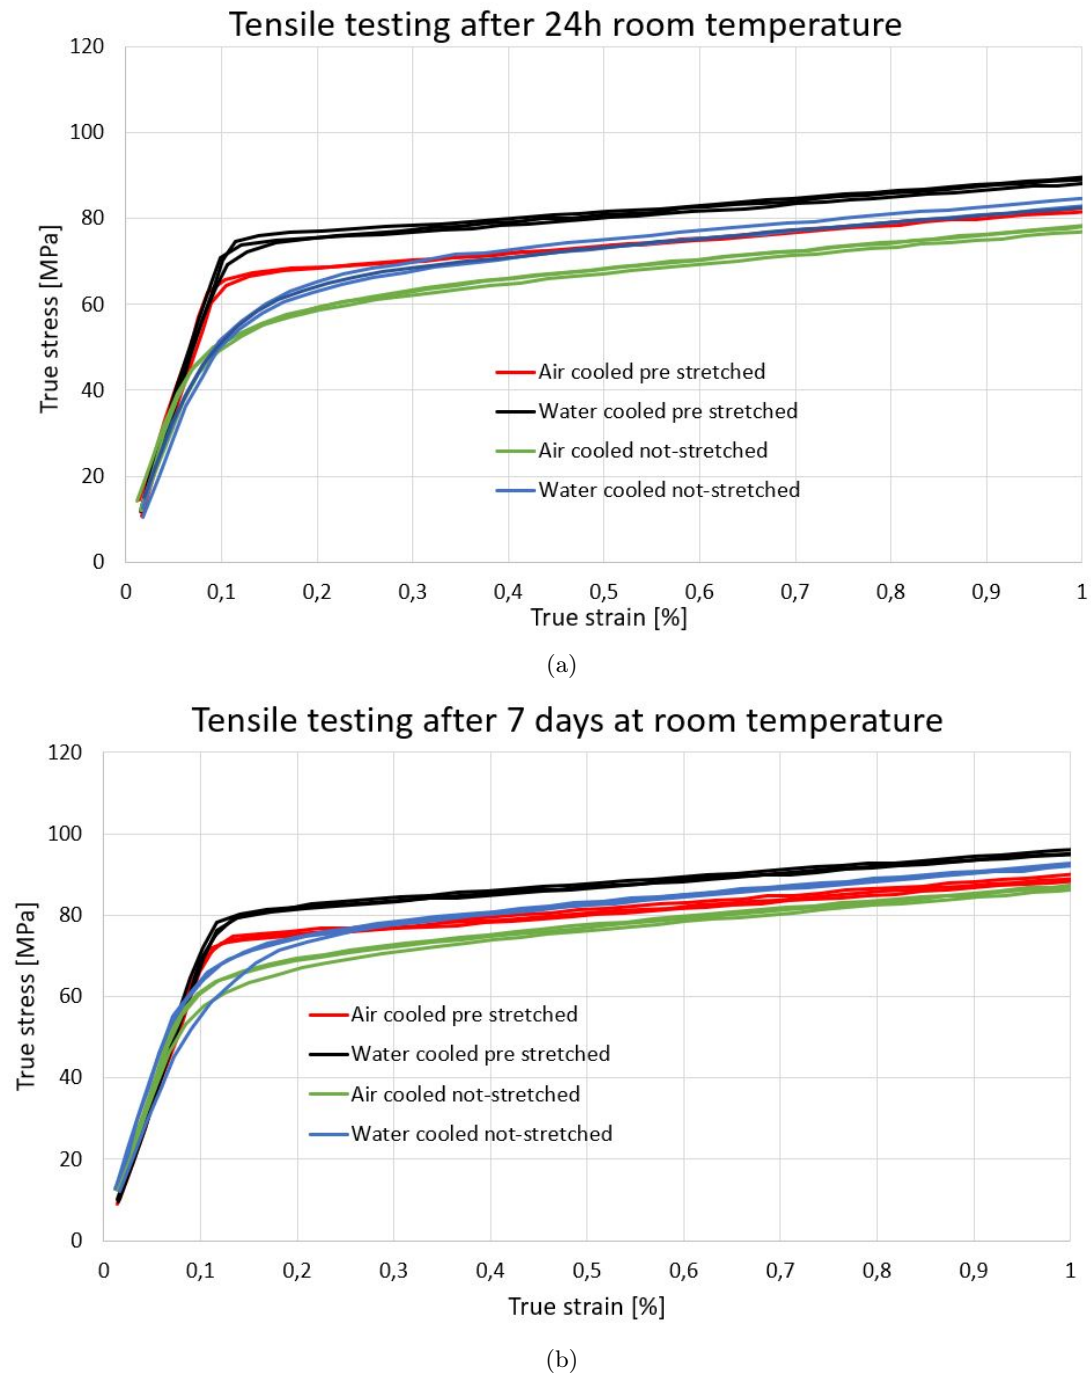 Tensile testing after 24h room temperature
120
100
80
60
40
20
0
True stress [MPa]
Air cooled pre stretched
Water cooled pre stretched
Air cooled not-stretched
Water cooled not-stretched
0 0,1 0,2 0,3 0,4 0,5 0,6 0,7 0,8 0,9 1
True strain [%]
(a)
Tensile testing after 7 days at room temperature
120
100
80
60
40
20
0
True stress [MPa]
Air cooled pre stretched
Water cooled pre stretched
Air cooled not-stretched
Water cooled not-stretched
0 0,1 0,2 0,3 0,4 0,5 0,6 0,7 0,8 0,9 1
True strain [%]
(b)